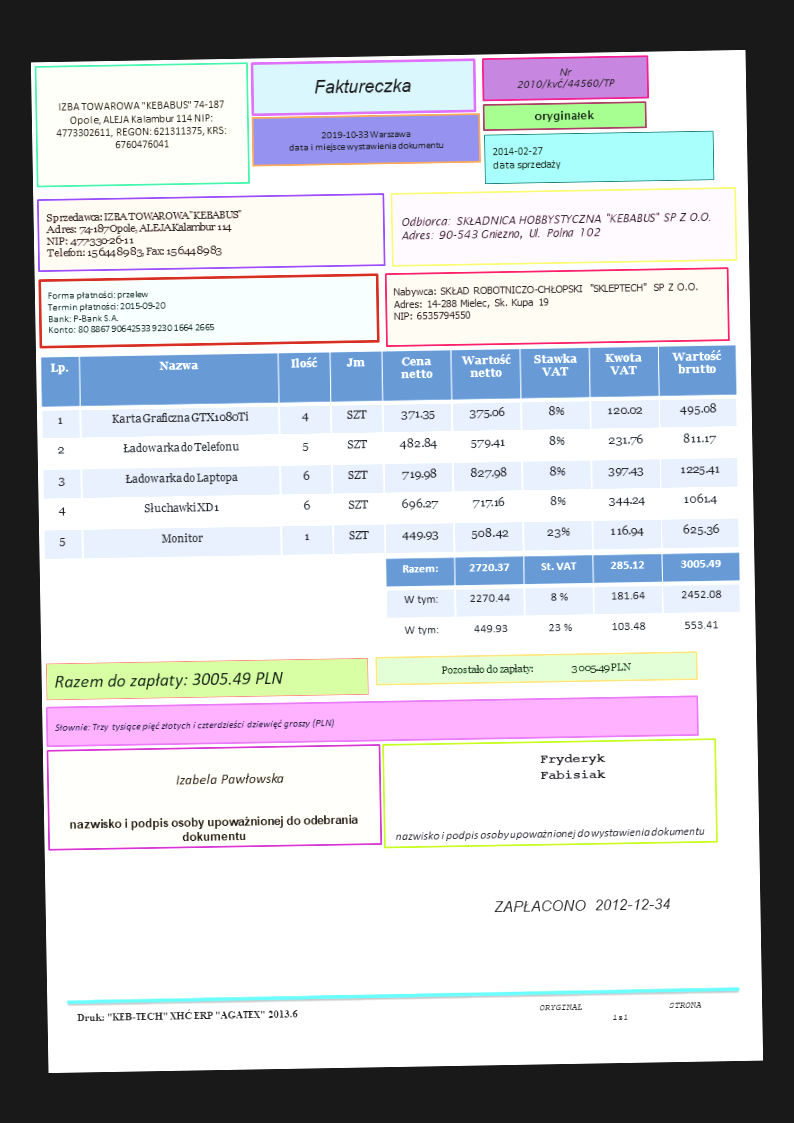 IZBA TOWAROWA "KEBABUS" 74-187
Opole, ALEJA Kalambur 114 NIP:
4773302611, REGON: 621311375, KRS:
6760476041
Faktureczka
2019-10-33 Warszawa
data i miejsce wystawienia dokumentu
Nr
2010/kvć/44560/TP
oryginałek
2014-02-27
data sprzedaży
Sprzedawca: IZBA TOWAROWA "KEBABUS"
Adres: 74-187 Opole, ALEJA Kalambur 114
NIP: 477-330-26-11
Telefon: 156448983, Fax: 156448983
Odbiorca: SKŁADNICA HOBBYSTYCZNA "KEBABUS" SP Z O.O.
Adres: 90-543 Gniezno, Ul. Polna 102
Forma płatności: przelew
Termin płatności: 2015-09-20
Bank: P-Bank S.A.
Konto: 80 8867 9064 2533 9230 1664 2665
Nabywca: SKŁAD ROBOTNICZO-CHŁOPSKI "SKLEPTECH" SP Z O.O.
Adres: 14-288 Mielec, Sk. Kupa 19
NIP: 6535794550
Lp. Nazwa Ilość Jm Cena netto Wartość netto Stawka VAT Kwota VAT Wartość brutto
1 Karta Graficzna GTX1080Ti 4 SZT 371.35 375.06 8% 120.02 495.08
2 Ładowarka do Telefonu 5 SZT 482.84 579.41 8% 231.76 811.17
3 Ładowarka do Laptopa 6 SZT 719.98 827.98 8% 397.43 1225.41
4 Słuchawki XD1 6 SZT 696.27 717.16 8% 344.24 1061.4
5 Monitor 1 SZT 449.93 508.42 23% 116.94 625.36
Razem: 2720.37 St. VAT 285.12 3005.49
W tym: 2270.44 8 % 181.64 2452.08
W tym: 449.93 23 % 103.48 553.41
Razem do zapłaty: 3005.49 PLN
Pozostało do zapłaty: 3005.49 PLN
Słownie: Trzy tysiące pięć złotych i czterdzieści dziewięć groszy (PLN)
Izabela Pawłowska
nazwisko i podpis osoby upoważnionej do odebrania
dokumentu
Fryderyk
Fabisiak
nazwisko i podpis osoby upoważnionej do wystawienia dokumentu
ZAPŁACONO 2012-12-34
Druk: "KEB-TECH" XHĆ ERP "AGATEX" 2013.6
ORYGINAŁ
STRONA
1 z 1